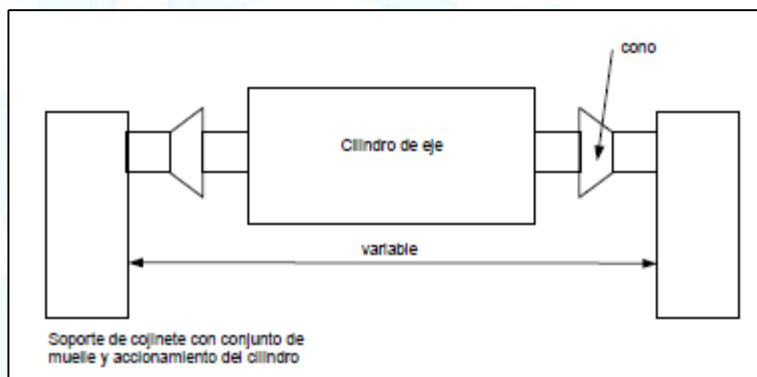 cono
Cilindro de eje
variable
Soporte de cojinete con conjunto de
muelle y accionamiento del cilindro